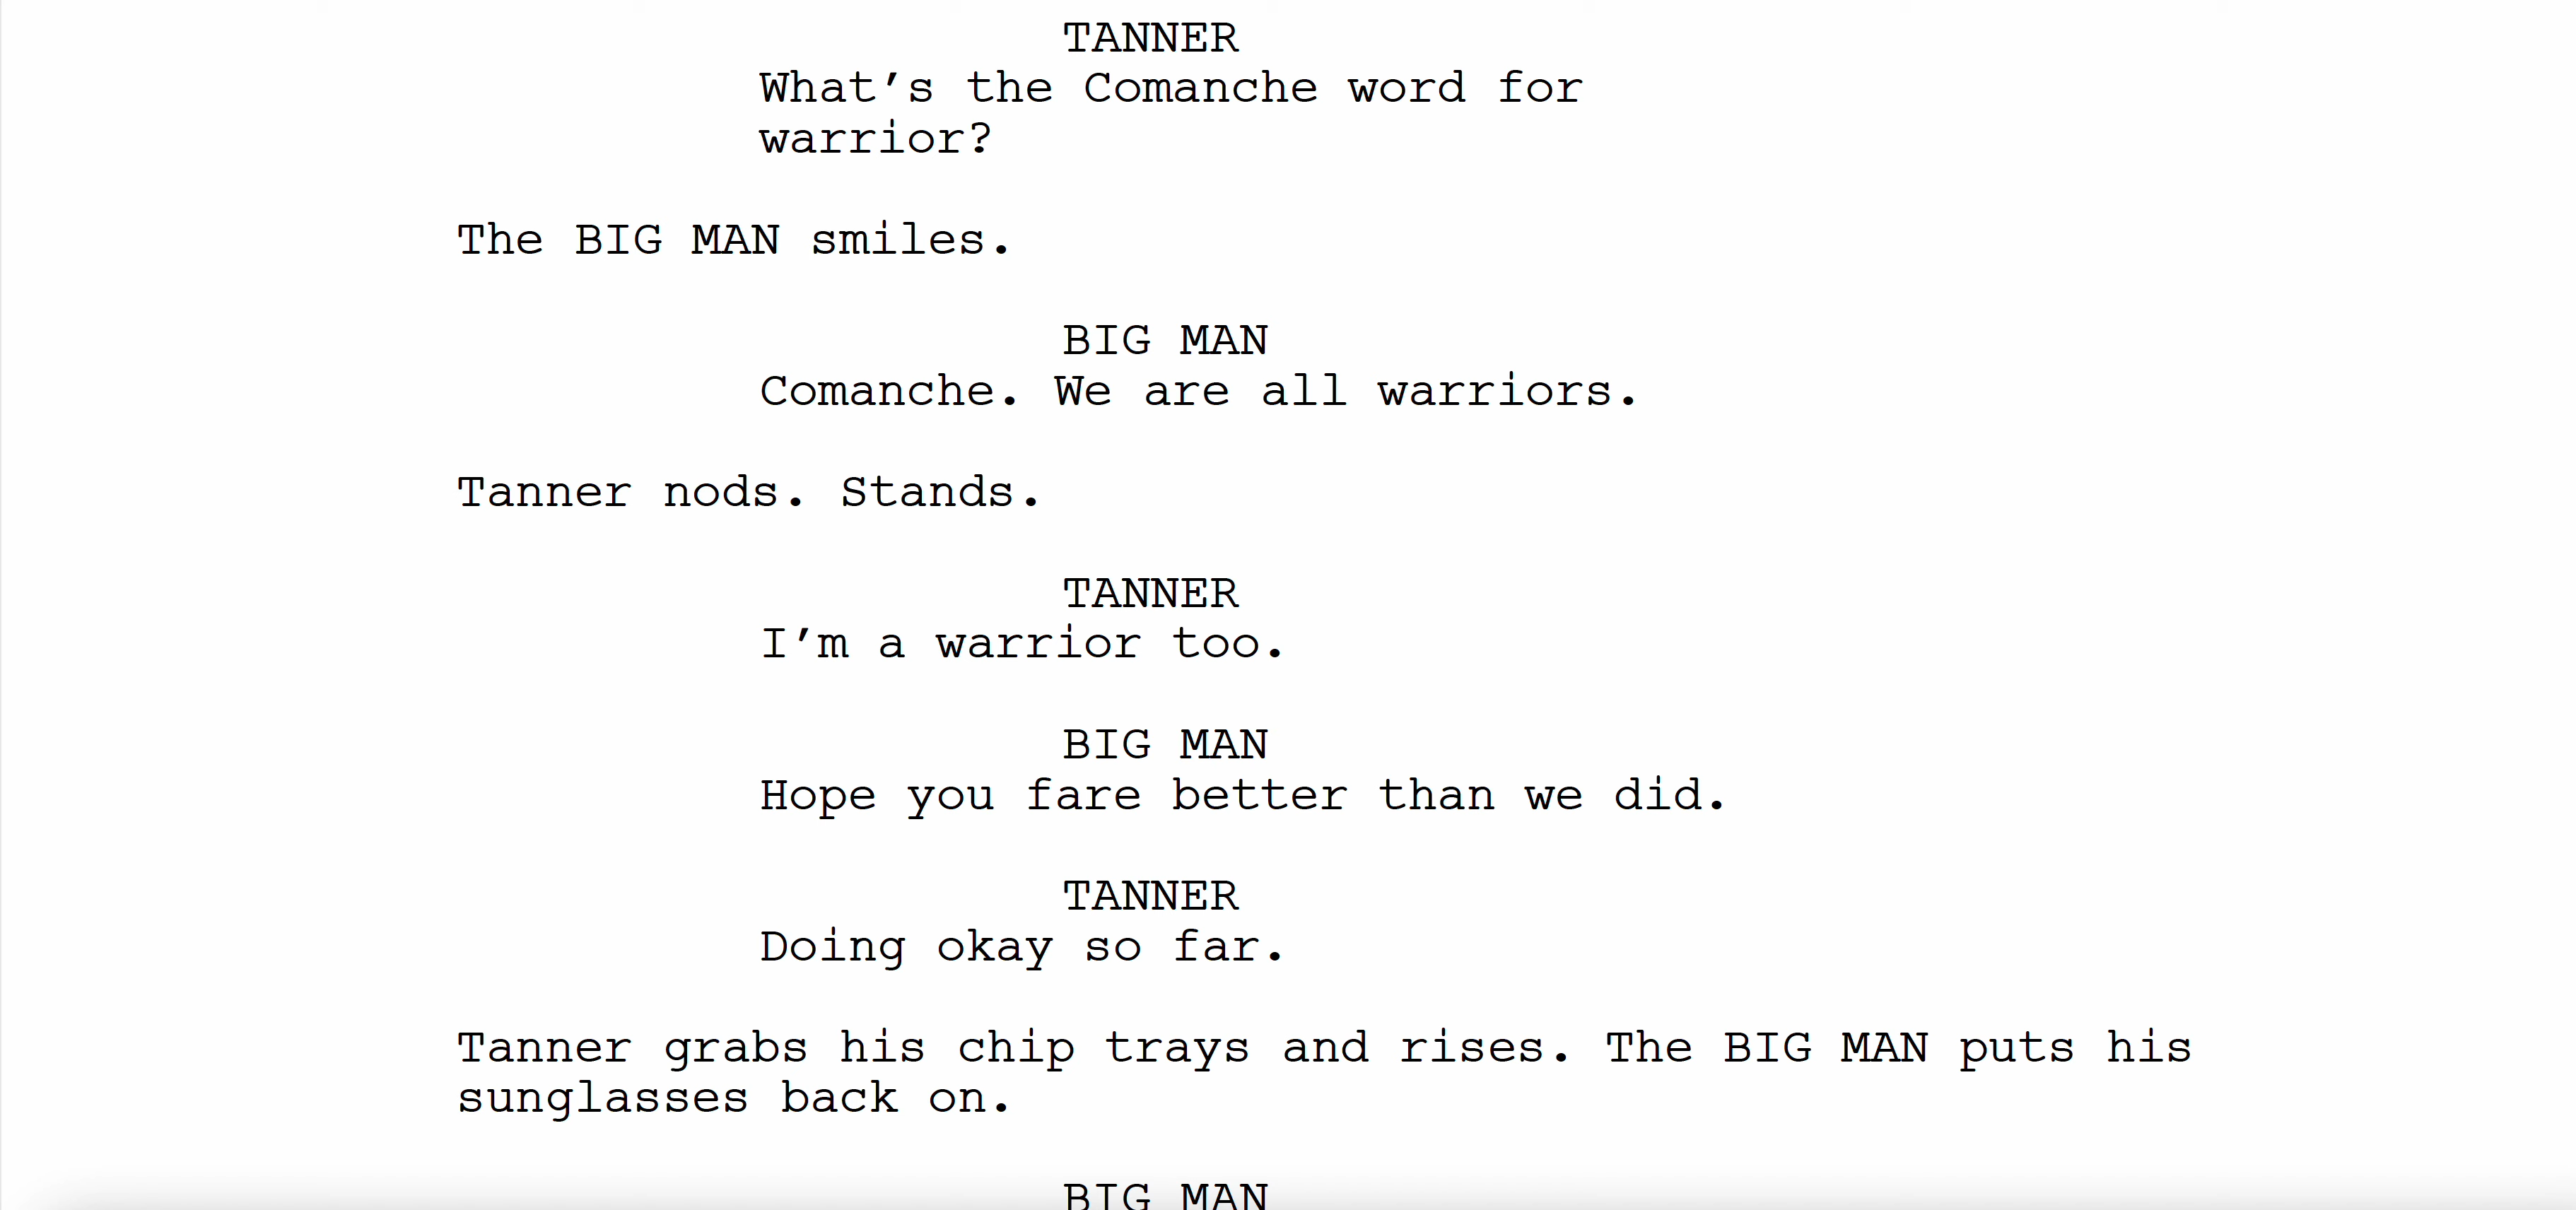 TANNER
What’s the Comanche word for
warrior?
The BIG MAN smiles.
BIG MAN
Comanche. We are all warriors.
Tanner nods. Stands.
TANNER
I’m a warrior too.
BIG MAN
Hope you fare better than we did.
TANNER
Doing okay so far.
Tanner grabs his chip trays and rises. The BIG MAN puts his
sunglasses back on.
BIG MAN